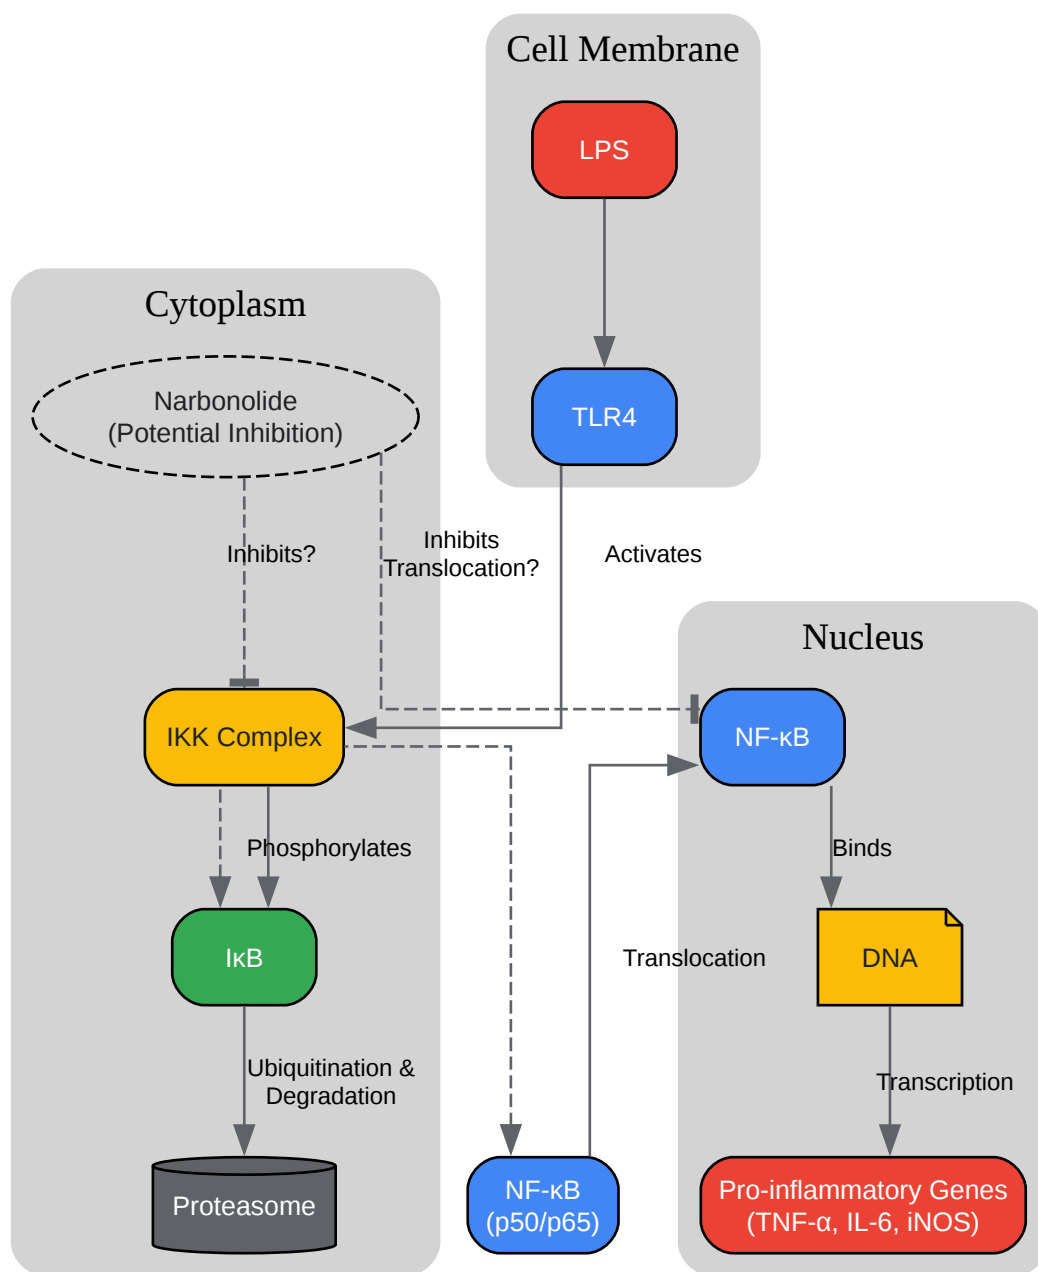 Cell Membrane
LPS
TLR4
Cytoplasm
Narbonolide
(Potential Inhibition)
Inhibits?
Inhibits
Translocation?
Activates
Nucleus
IKK Complex
NF-κB
Phosphorylates
Binds
IκB
Translocation
DNA
Ubiquitination &
Degradation
Transcription
Proteasome
NF-κB
(p50/p65)
Pro-inflammatory Genes
(TNF-α, IL-6, iNOS)